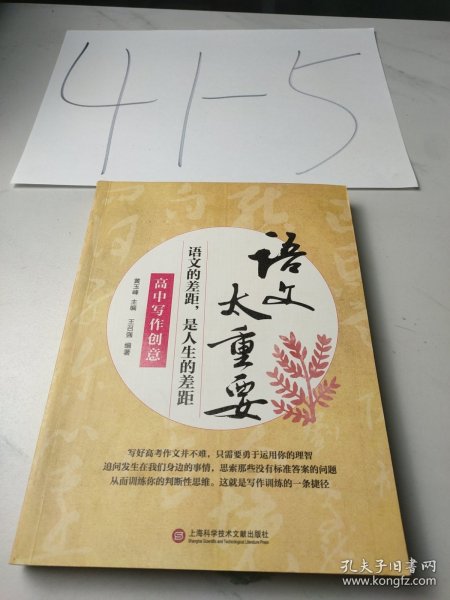 41-5
语文
太重要
语文的差距,是人生的差距
高中写作创意
黄玉峰 主编 王召强 编著
写好高考作文并不难,只需要勇于运用你的理智
追问发生在我们身边的事情,思索那些没有标准答案的问题
从而训练你的判断性思维。这就是写作训练的一条捷径
上海科学技术文献出版社
Shanghai Scientific and Technological Literature Press
孔夫子旧书网
www.kongfz.com